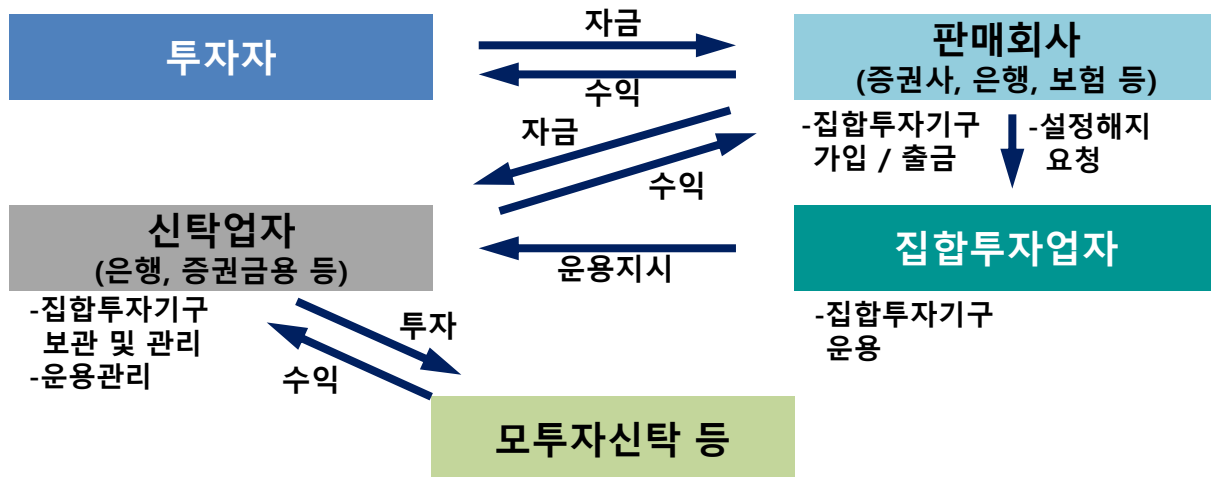 투자자
자금
수익
판매회사
(증권사, 은행, 보험 등)
-집합투자기구
가입 / 출금
-설정해지
요청
자금
수익
신탁업자
(은행, 증권금용 등)
운용지시
집합투자업자
-집합투자기구
보관 및 관리
-운용관리
투자
수익
-집합투자기구
운용
모투자신탁 등